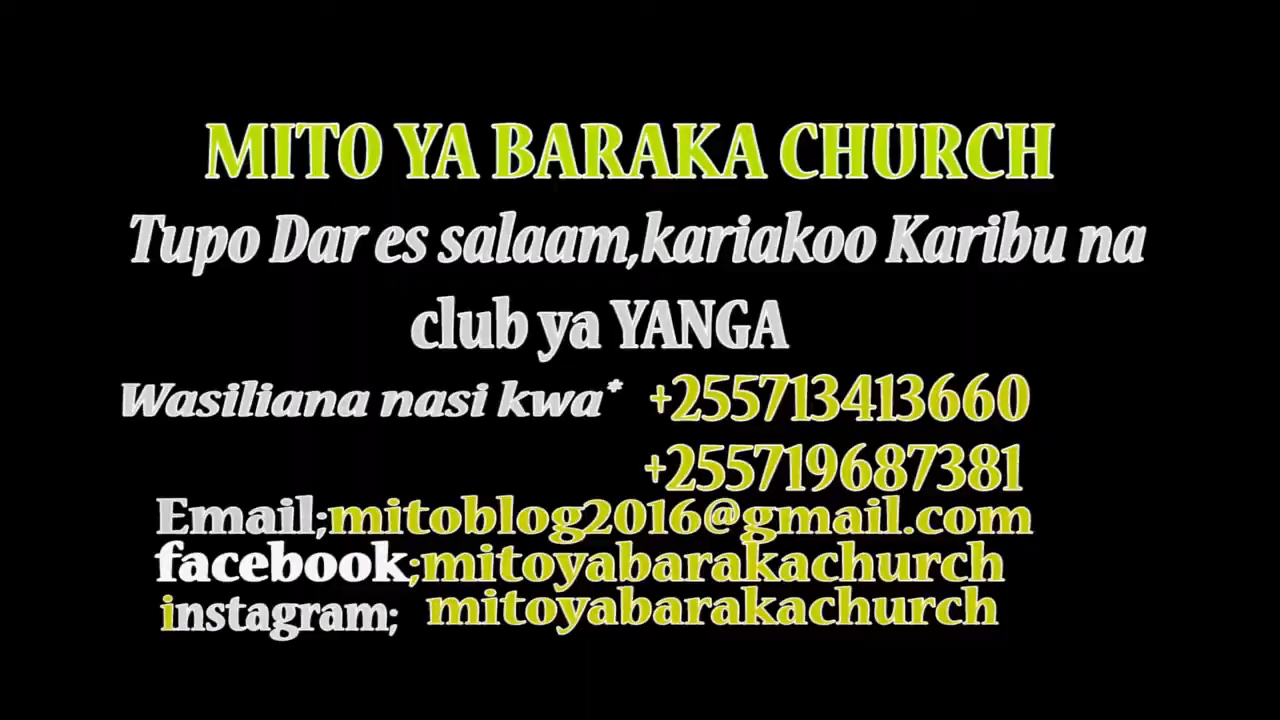 MITO YA BARAKA CHURCH
Tupo Dar es salaam,kariakoo Karibu na
club ya YANGA
Wasiliana nasi kwa* +255713413660
+255719687381
Email;mitoblog2016@gmail.com
facebook;mitoyabarakachurch
instagram; mitoyabarakachurch